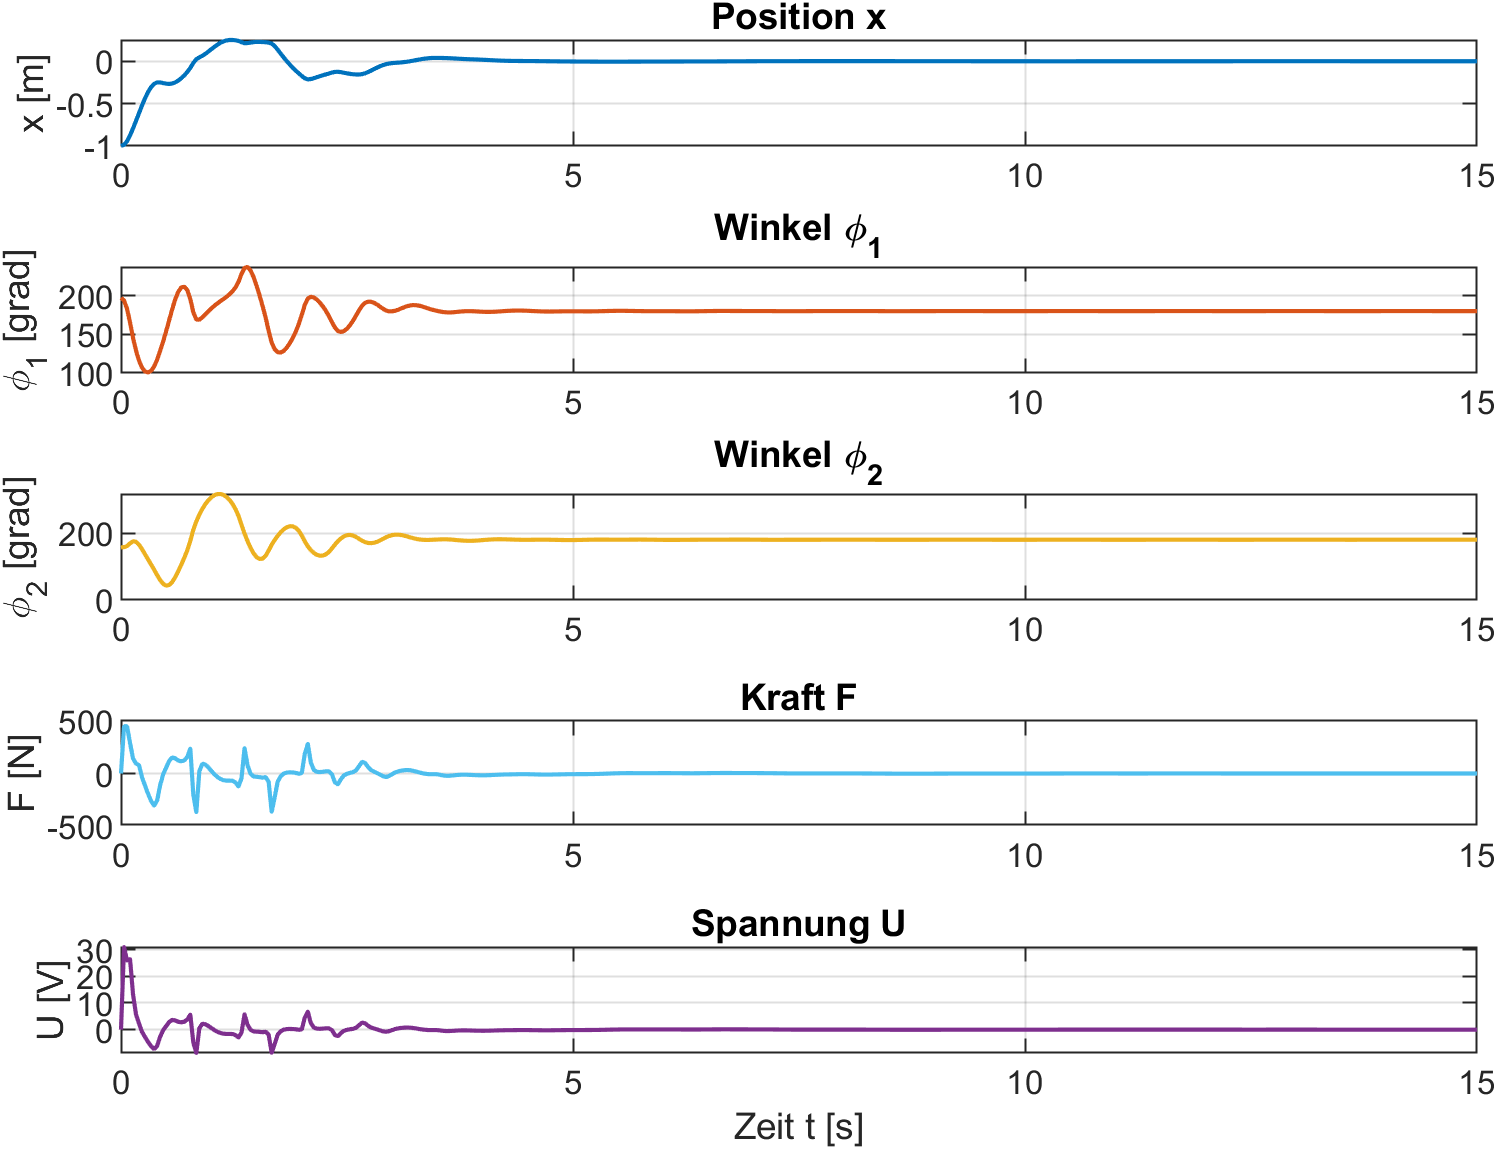 Position x
x [m]
0
-0.5
-1
0 5 10 15
Winkel ϕ1
ϕ1 [grad]
200
150
100
0 5 10 15
Winkel ϕ2
ϕ2 [grad]
200
0
0 5 10 15
Kraft F
F [N]
500
0
-500
0 5 10 15
Spannung U
U [V]
30
20
10
0
0 5 10 15
Zeit t [s]